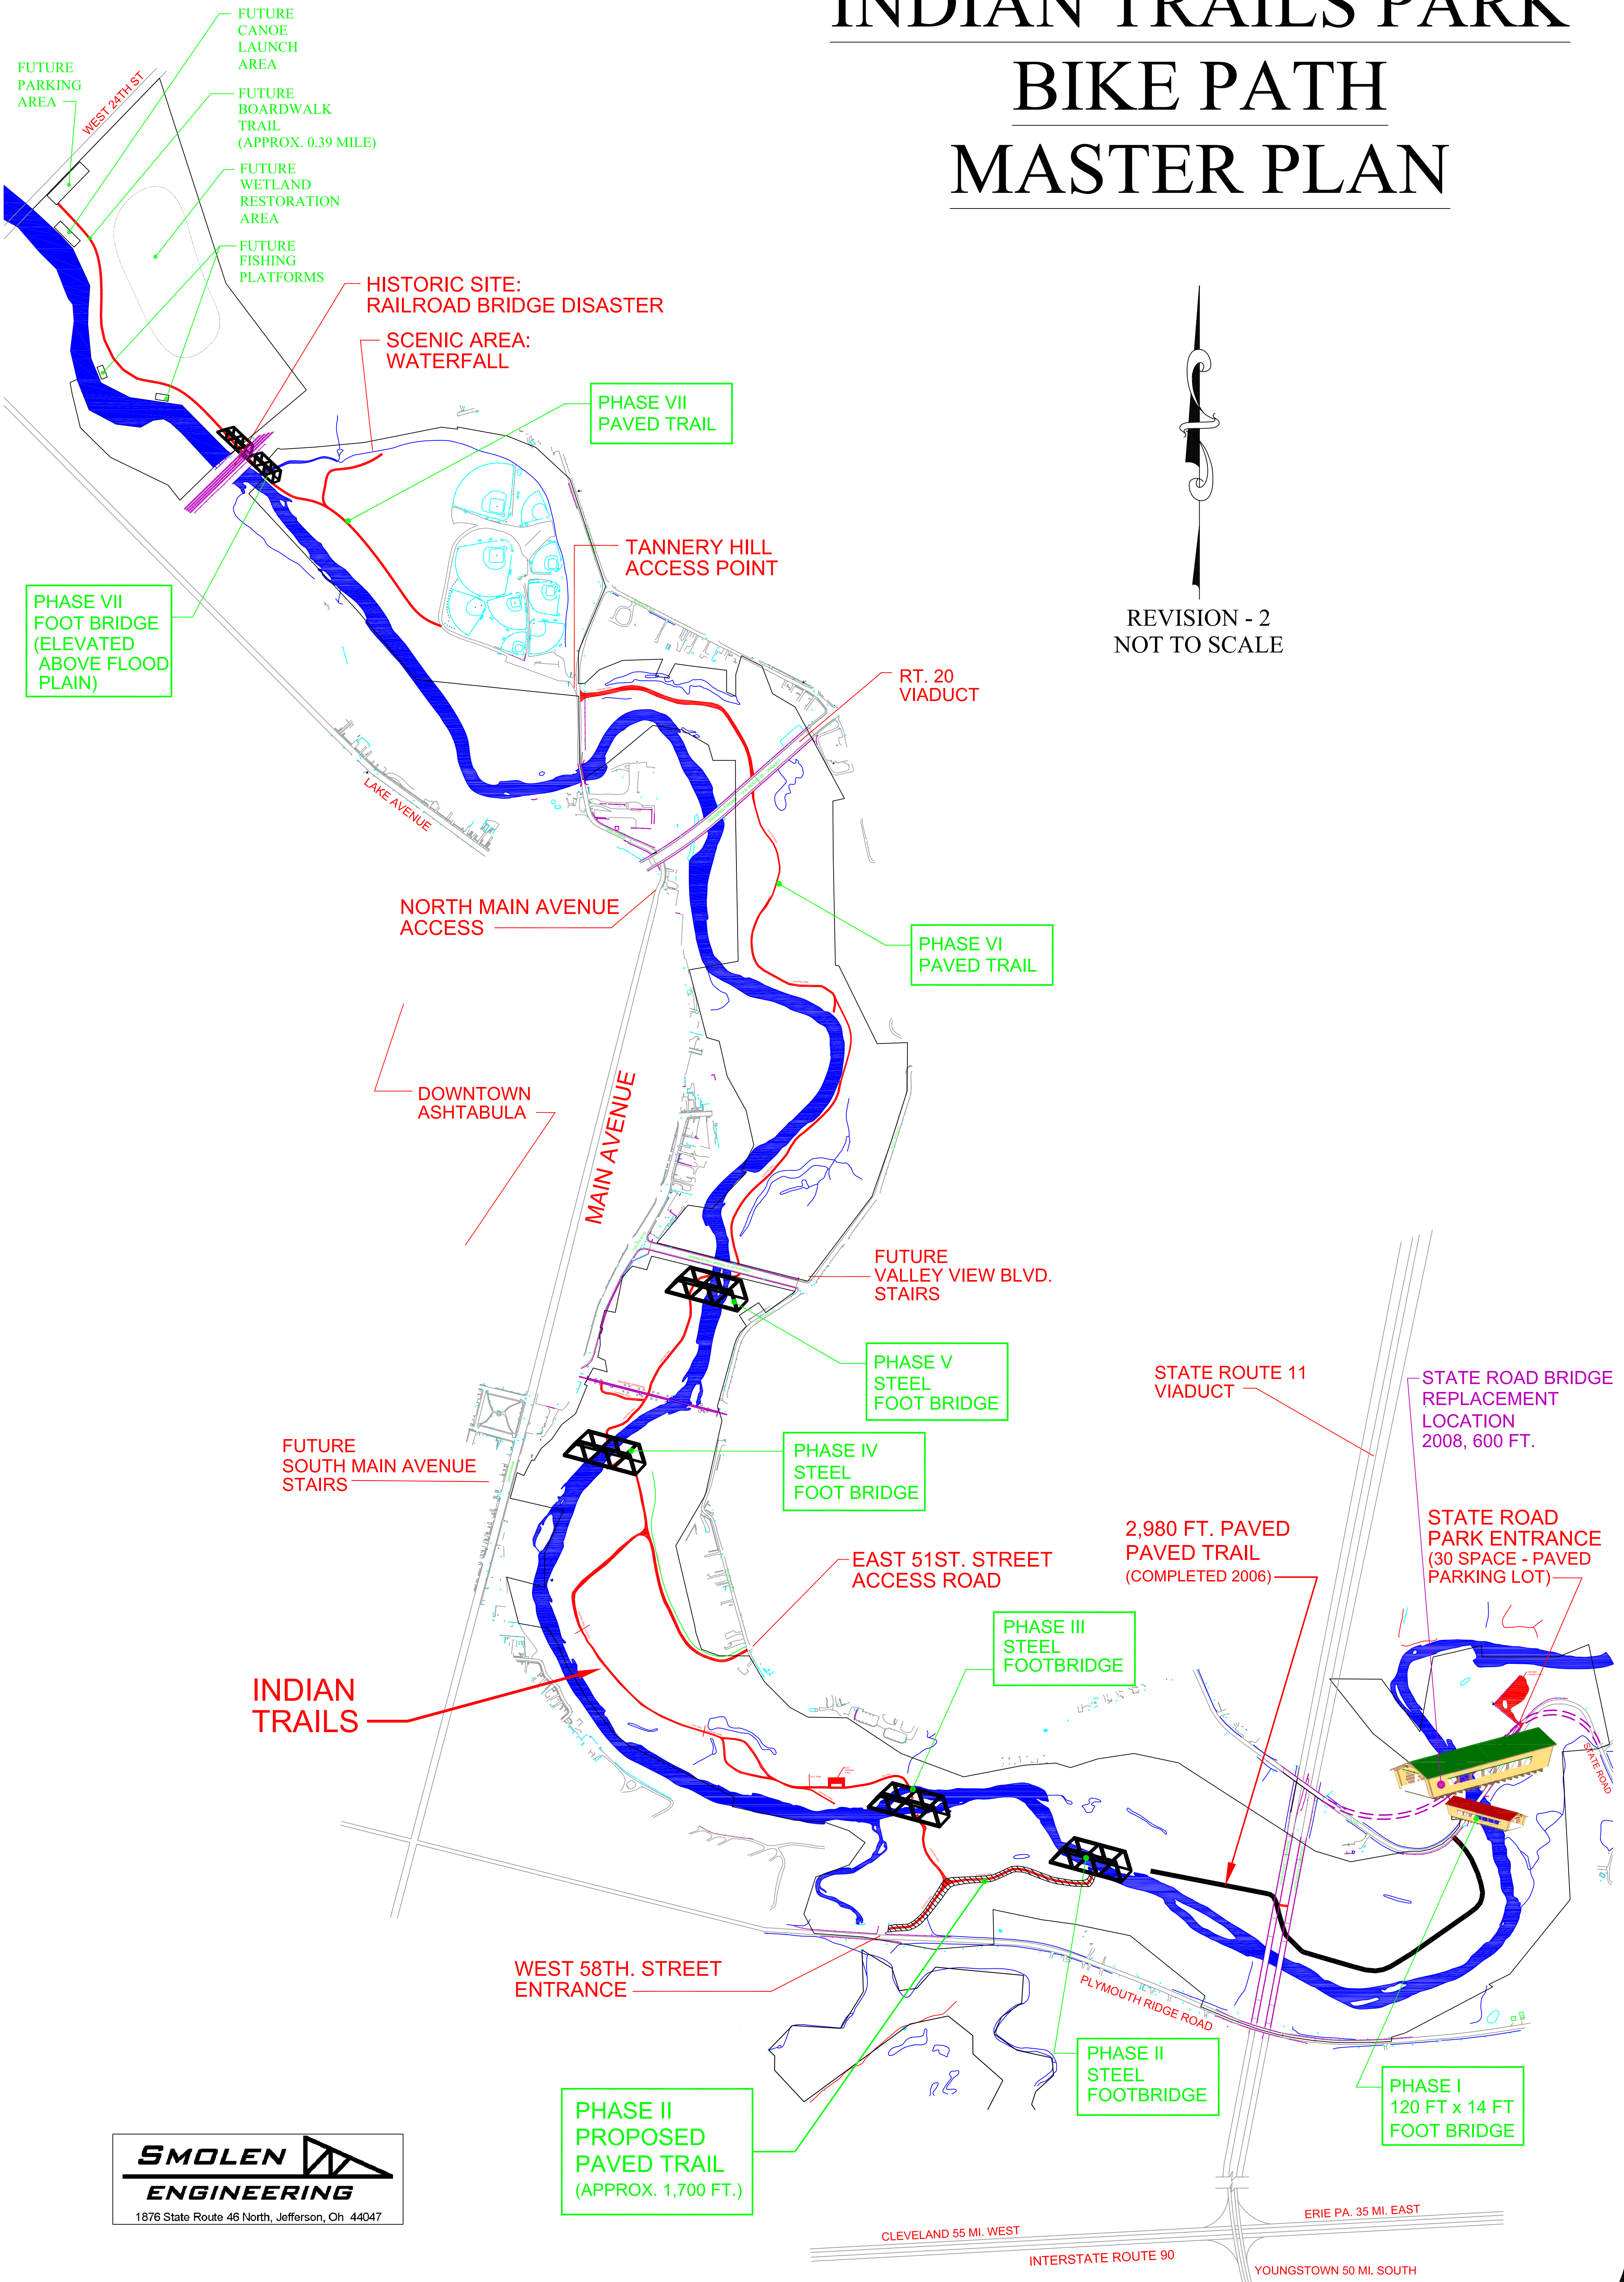 INDIAN TRAILS PARK
BIKE PATH
MASTER PLAN
FUTURE
CANOE
LAUNCH
AREA
FUTURE
PARKING
AREA
WEST 24TH ST
FUTURE
BOARDWALK
TRAIL
(APPROX. 0.39 MILE)
FUTURE
WETLAND
RESTORATION
AREA
FUTURE
FISHING
PLATFORMS
HISTORIC SITE:
RAILROAD BRIDGE DISASTER
SCENIC AREA:
WATERFALL
PHASE VII
PAVED TRAIL
TANNERY HILL
ACCESS POINT
PHASE VII
FOOT BRIDGE
(ELEVATED
ABOVE FLOOD
PLAIN)
REVISION - 2
NOT TO SCALE
RT. 20
VIADUCT
LAKE AVENUE
NORTH MAIN AVENUE
ACCESS
PHASE VI
PAVED TRAIL
DOWNTOWN
ASHTABULA
MAIN AVENUE
FUTURE
VALLEY VIEW BLVD.
STAIRS
PHASE V
STEEL
FOOT BRIDGE
STATE ROUTE 11
VIADUCT
STATE ROAD BRIDGE
REPLACEMENT
LOCATION
2008, 600 FT.
FUTURE
SOUTH MAIN AVENUE
STAIRS
PHASE IV
STEEL
FOOT BRIDGE
2,980 FT. PAVED
PAVED TRAIL
(COMPLETED 2006)
STATE ROAD
PARK ENTRANCE
(30 SPACE - PAVED
PARKING LOT)
EAST 51ST. STREET
ACCESS ROAD
PHASE III
STEEL
FOOTBRIDGE
INDIAN
TRAILS
STATE ROAD
WEST 58TH. STREET
ENTRANCE
PLYMOUTH RIDGE ROAD
PHASE II
STEEL
FOOTBRIDGE
PHASE I
120 FT x 14 FT
FOOT BRIDGE
PHASE II
PROPOSED
PAVED TRAIL
(APPROX. 1,700 FT.)
SMOLEN
ENGINEERING
1876 State Route 46 North, Jefferson, Oh 44047
CLEVELAND 55 MI. WEST
ERIE PA. 35 MI. EAST
INTERSTATE ROUTE 90
YOUNGSTOWN 50 MI. SOUTH